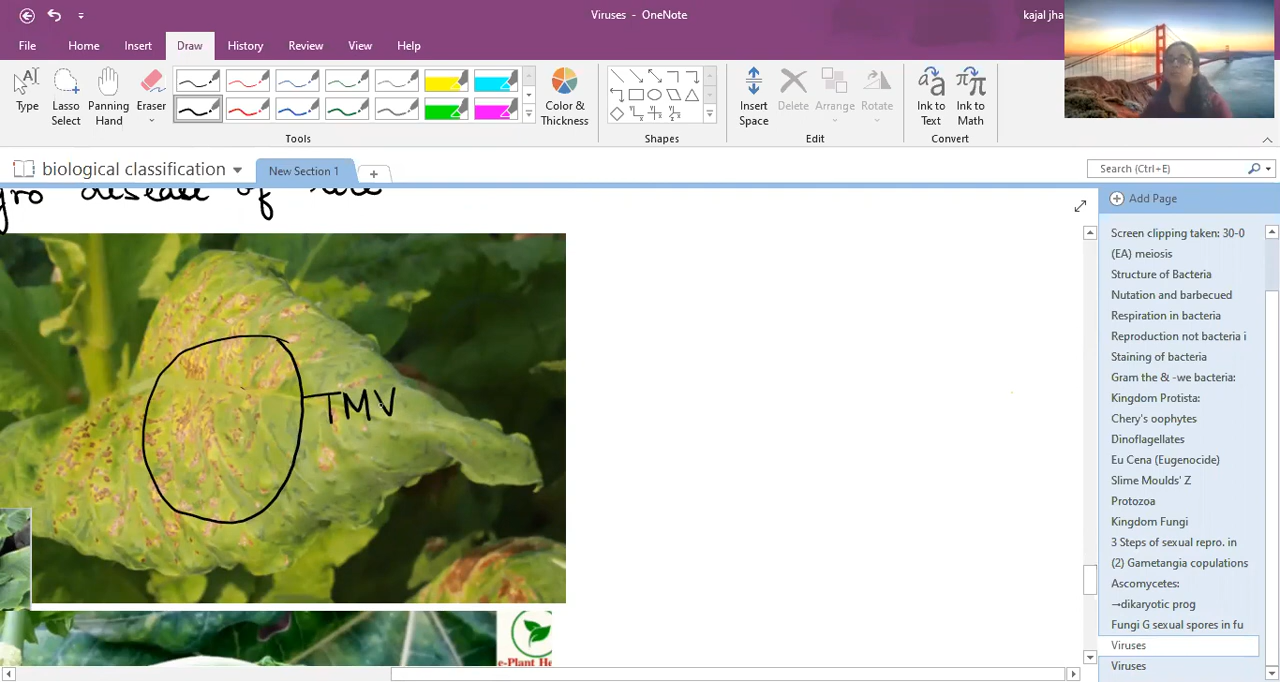 Viruses - OneNote
kajal jha
File Home Insert Draw History Review View Help
Type
Lasso Select
Panning Hand
Eraser
Color & Thickness
Insert Space
Delete
Arrange
Rotate
Ink to Text
Ink to Math
Tools
Shapes
Edit
Convert
biological classification
New Section 1
Search (Ctrl+E)
disease of
TMV
e-Plant He
Add Page
Screen clipping taken: 30-0
(EA) meiosis
Structure of Bacteria
Nutation and barbecued
Respiration in bacteria
Reproduction not bacteria i
Staining of bacteria
Gram the & -we bacteria:
Kingdom Protista:
Chery's oophytes
Dinoflagellates
Eu Cena (Eugenocide)
Slime Moulds' Z
Protozoa
Kingdom Fungi
3 Steps of sexual repro. in
(2) Gametangia copulations
Ascomycetes:
→dikaryotic prog
Fungi G sexual spores in fu
Viruses
Viruses